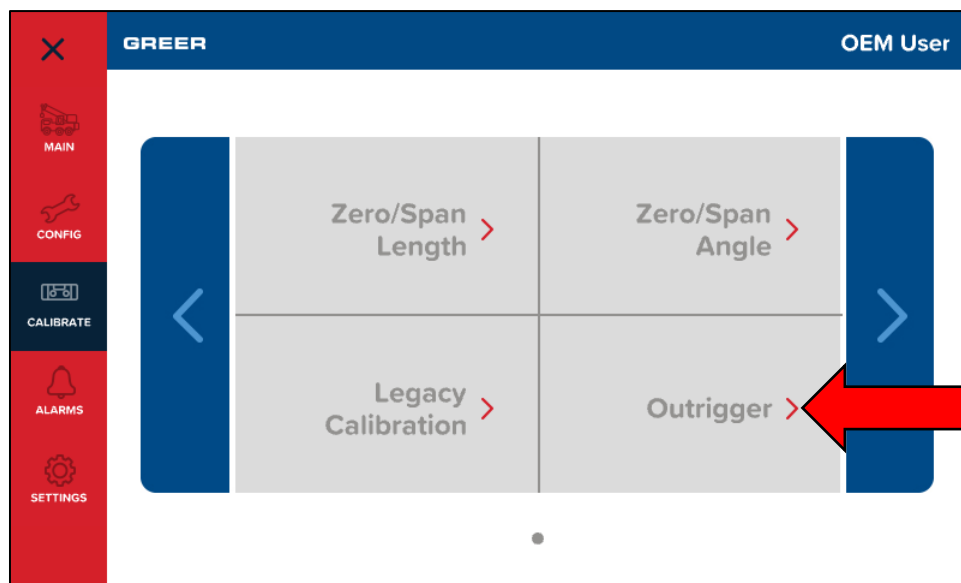 GREER
OEM User
MAIN
CONFIG
CALIBRATE
ALARMS
SETTINGS
Zero/Span
Length
Zero/Span
Angle
Legacy
Calibration
Outrigger